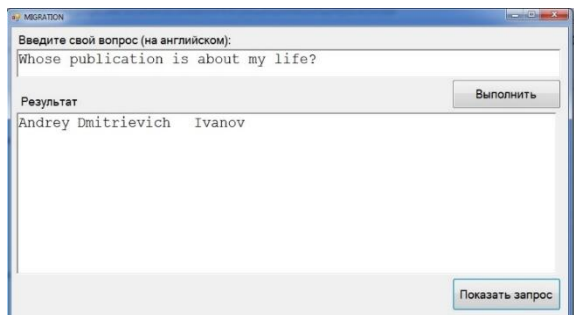 MIGRATION
Введите свой вопрос (на английском):
Whose publication is about my life?
Выполнить
Результат
Andrey Dmitrievich Ivanov
Показать запрос